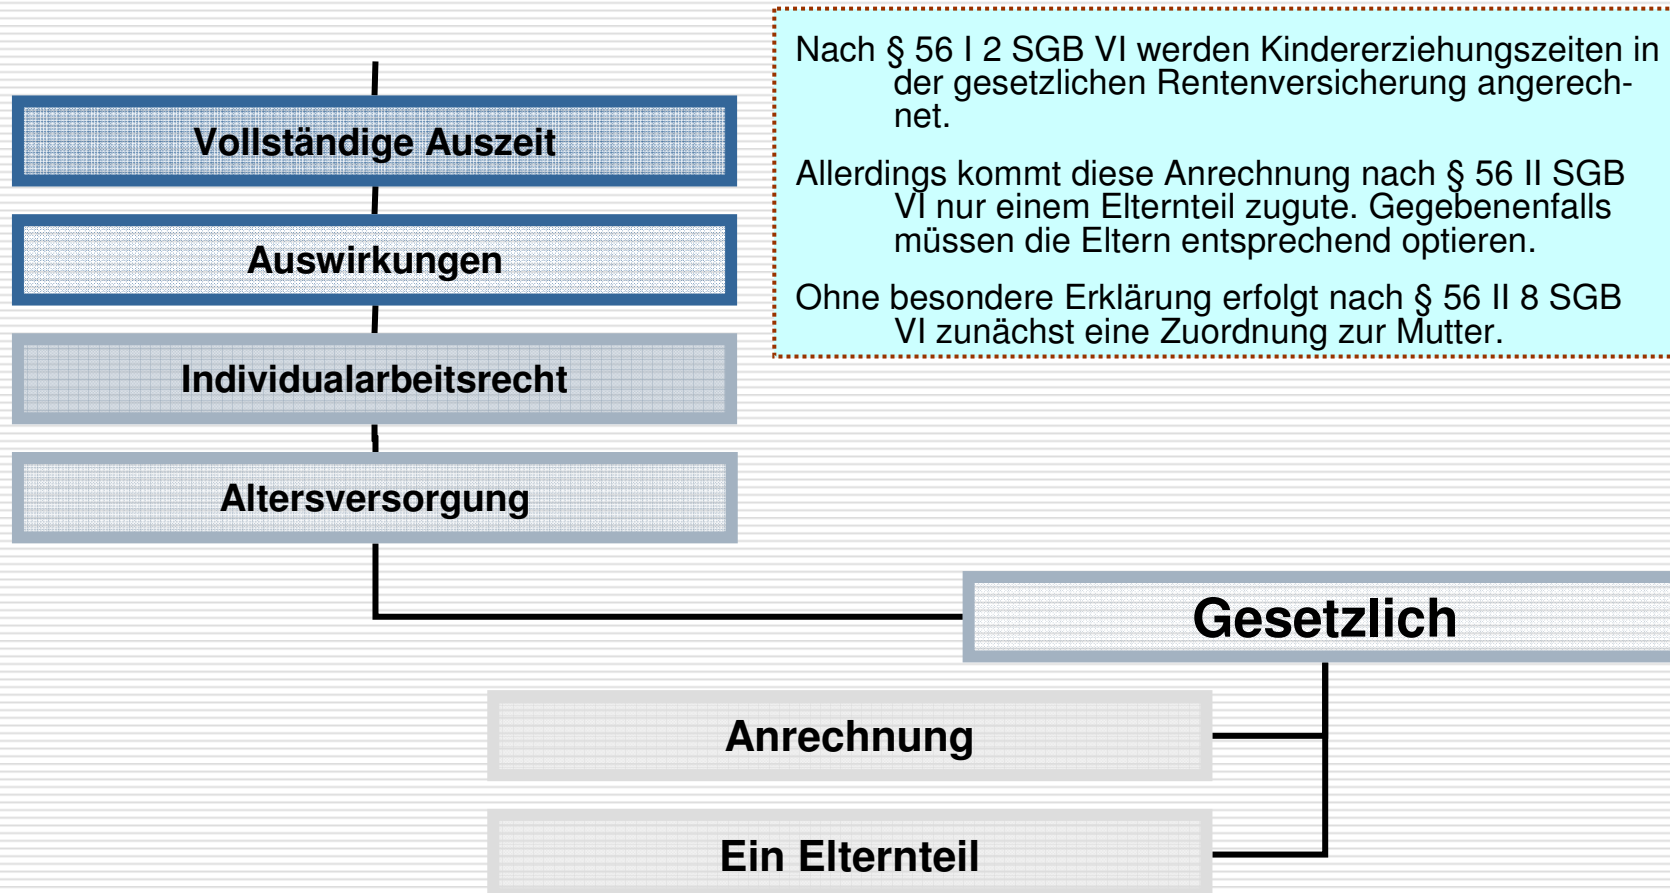 Nach § 56 I 2 SGB VI werden Kindererziehungszeiten in
der gesetzlichen Rentenversicherung angerech-
net.
Allerdings kommt diese Anrechnung nach § 56 II SGB
VI nur einem Elternteil zugute. Gegebenenfalls
müssen die Eltern entsprechend optieren.
Ohne besondere Erklärung erfolgt nach § 56 II 8 SGB
VI zunächst eine Zuordnung zur Mutter.
Vollständige Auszeit
Auswirkungen
Individualarbeitsrecht
Altersversorgung
Gesetzlich
Anrechnung
Ein Elternteil